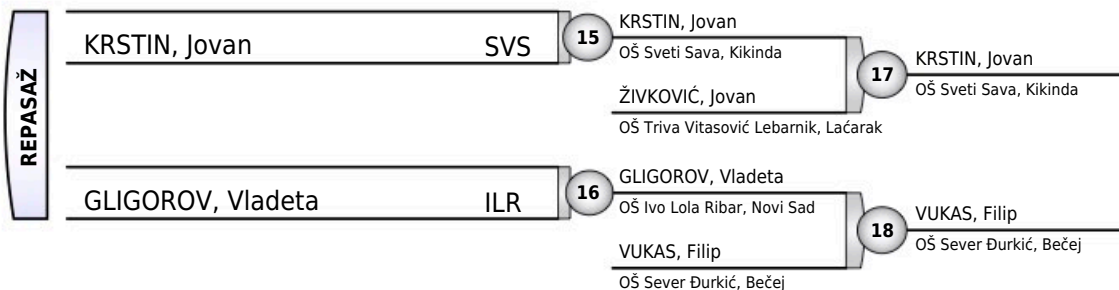 REPASAŽ
KRSTIN, Jovan SVS
15
KRSTIN, Jovan
OŠ Sveti Sava, Kikinda
ŽIVKOVIĆ, Jovan
OŠ Triva Vitasović Lebarnik, Laćarak
17
KRSTIN, Jovan
OŠ Sveti Sava, Kikinda
GLIGOROV, Vladeta ILR
16
GLIGOROV, Vladeta
OŠ Ivo Lola Ribar, Novi Sad
VUKAS, Filip
OŠ Sever Đurkić, Bečej
18
VUKAS, Filip
OŠ Sever Đurkić, Bečej